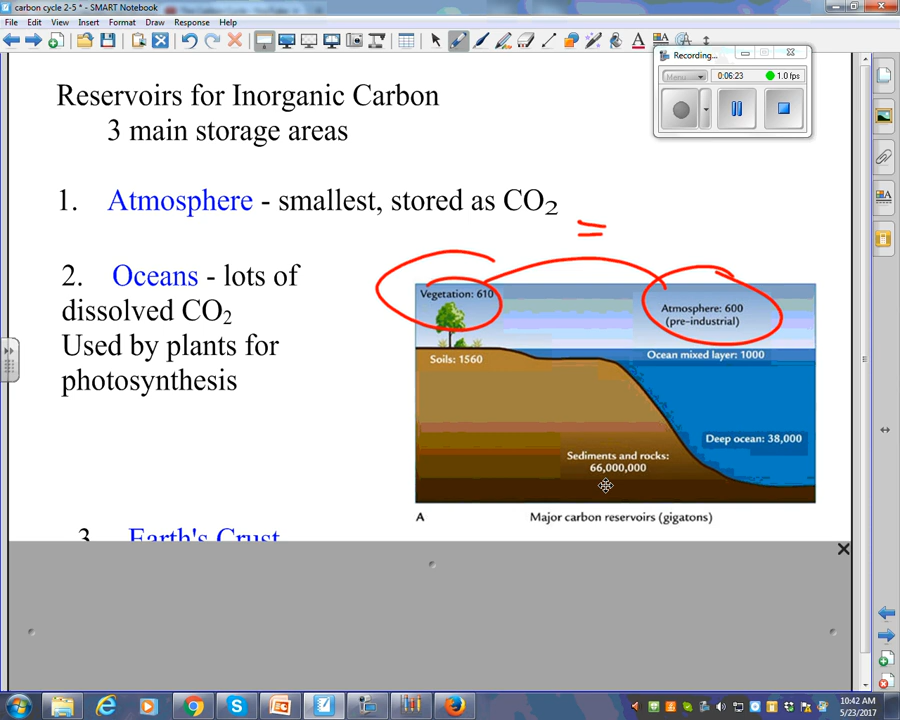 carbon cycle 2-5 * - SMART Notebook
File Edit View Insert Format Draw Response Help
Recording...
Menu
0:06:23
1.0 fps
Reservoirs for Inorganic Carbon
3 main storage areas
1. Atmosphere - smallest, stored as CO2
=
2. Oceans - lots of
dissolved CO2
Used by plants for
photosynthesis
Vegetation: 610
Atmosphere: 600
(pre-industrial)
Soils: 1560
Ocean mixed layer: 1000
Deep ocean: 38,000
Sediments and rocks:
66,000,000
A
Major carbon reservoirs (gigatons)
3. Earth's Crust
10:42 AM
5/23/2017